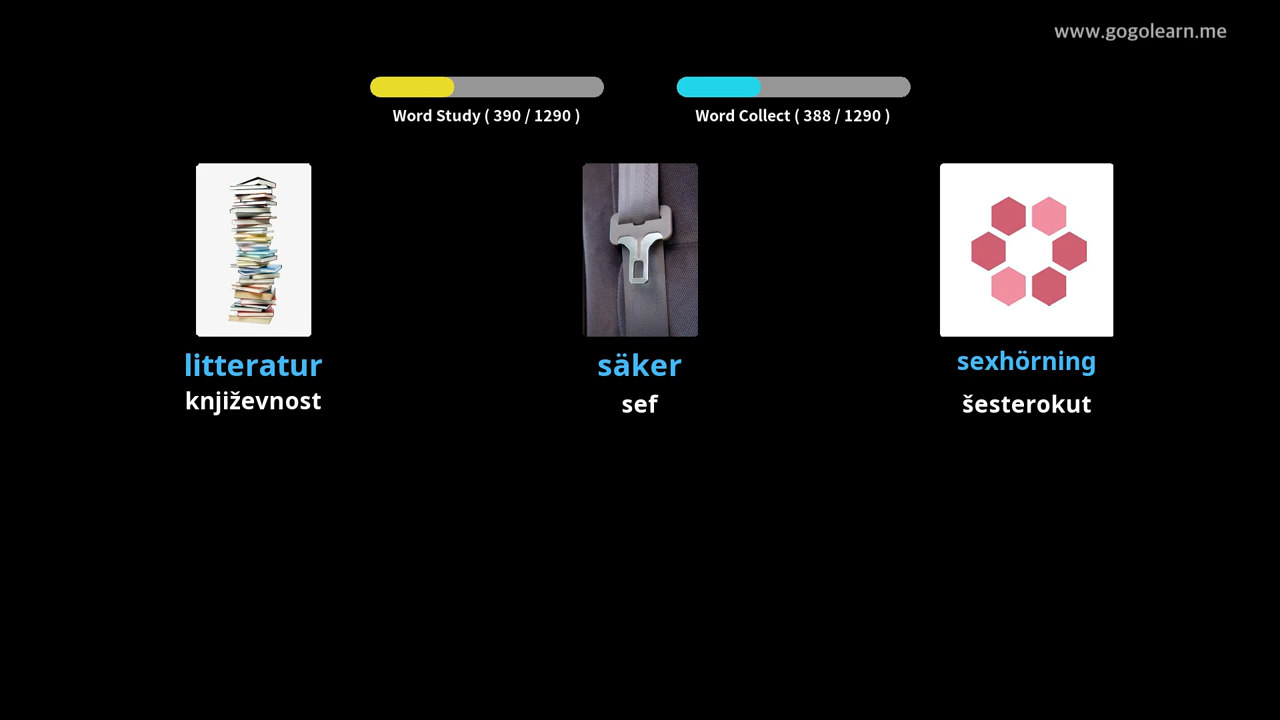 www.gogolearn.me
Word Study ( 390 / 1290 )
Word Collect ( 388 / 1290 )
litteratur
književnost
säker
sef
sexhörning
šesterokut